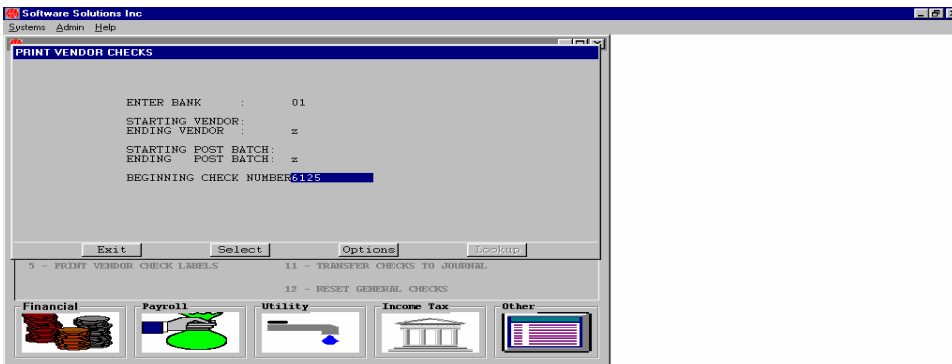 Software Solutions Inc
Systems Admin Help
PRINT VENDOR CHECKS
ENTER BANK : 01
STARTING VENDOR:
ENDING VENDOR : z
STARTING POST BATCH:
ENDING POST BATCH: z
BEGINNING CHECK NUMBER 6125
Exit Select Options Lookup
5 - PRINT VENDOR CHECK LABELS 11 - TRANSFER CHECKS TO JOURNAL
12 - RESET GENERAL CHECKS
Financial Payroll Utility Income Tax Other